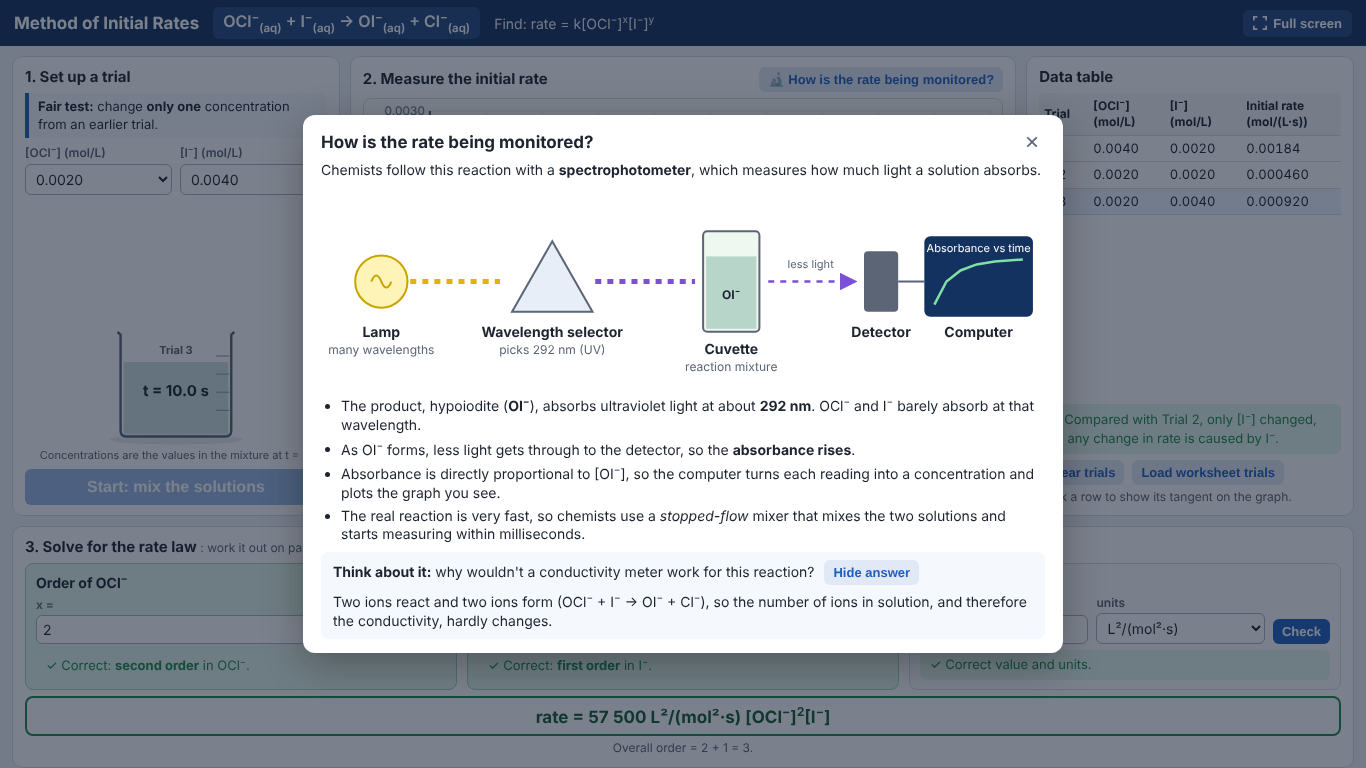 Method of Initial Rates
OCl⁻(aq) + I⁻(aq) → OI⁻(aq) + Cl⁻(aq)
Find: rate = k[OCl⁻]ˣ[I⁻]ʸ
Full screen
1. Set up a trial
Fair test: change only one concentration
from an earlier trial.
[OCl⁻] (mol/L)
[I⁻] (mol/L)
0.0020
0.0040
Trial 3
t = 10.0 s
Concentrations are the values in the mixture at t =
Start: mix the solutions
2. Measure the initial rate
🔬 How is the rate being monitored?
0.0030
Data table
Trial
[OCl⁻] (mol/L)
[I⁻] (mol/L)
Initial rate (mol/(L·s))
0.0040 0.0020 0.00184
0.0020 0.0020 0.000460
0.0020 0.0040 0.000920
Compared with Trial 2, only [I⁻] changed,
any change in rate is caused by I⁻.
trials
Load worksheet trials
a row to show its tangent on the graph.
How is the rate being monitored?
✕
Chemists follow this reaction with a spectrophotometer, which measures how much light a solution absorbs.
Lamp
many wavelengths
Wavelength selector
picks 292 nm (UV)
OI⁻
Cuvette
reaction mixture
less light
Detector
Absorbance vs time
Computer
• The product, hypoiodite (OI⁻), absorbs ultraviolet light at about 292 nm. OCl⁻ and I⁻ barely absorb at that
wavelength.
• As OI⁻ forms, less light gets through to the detector, so the absorbance rises.
• Absorbance is directly proportional to [OI⁻], so the computer turns each reading into a concentration and
plots the graph you see.
• The real reaction is very fast, so chemists use a stopped-flow mixer that mixes the two solutions and
starts measuring within milliseconds.
Think about it: why wouldn't a conductivity meter work for this reaction?
Hide answer
Two ions react and two ions form (OCl⁻ + I⁻ → OI⁻ + Cl⁻), so the number of ions in solution, and therefore
the conductivity, hardly changes.
3. Solve for the rate law : work it out on pa
Order of OCl⁻
x =
2
✓ Correct: second order in OCl⁻.
✓ Correct: first order in I⁻.
units
L²/(mol²·s)
Check
✓ Correct value and units.
rate = 57 500 L²/(mol²·s) [OCl⁻]²[I⁻]
Overall order = 2 + 1 = 3.